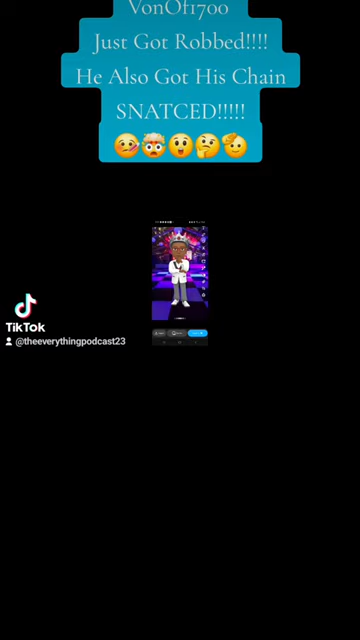 VonOf1700
Just Got Robbed!!!!
He Also Got His Chain
SNATCED!!!!!
TikTok
@theeverythingpodcast23